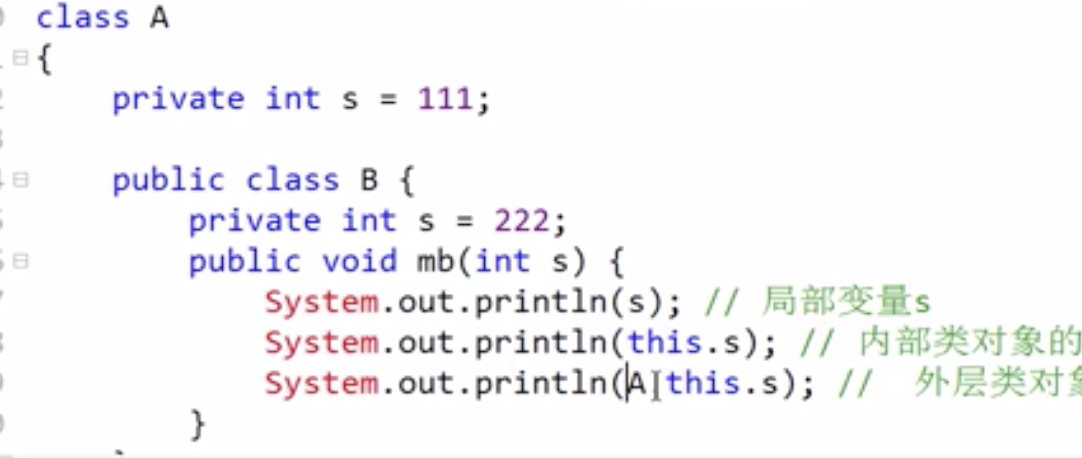 class A
{
private int s = 111;
public class B {
private int s = 222;
public void mb(int s) {
System.out.println(s); // 局部变量s
System.out.println(this.s); // 内部类对象的
System.out.println(A.this.s); // 外层类对象
}